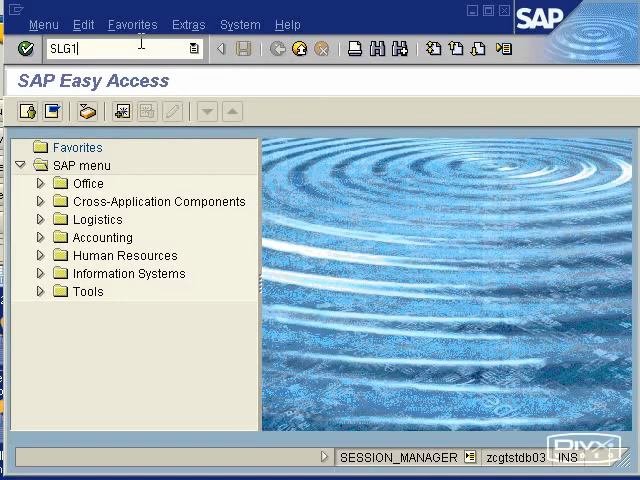 Menu Edit Favorites Extras System Help
SAP
SLG1
SAP Easy Access
Favorites
SAP menu
Office
Cross-Application Components
Logistics
Accounting
Human Resources
Information Systems
Tools
SESSION_MANAGER zcgtstdb03 INS
DivX